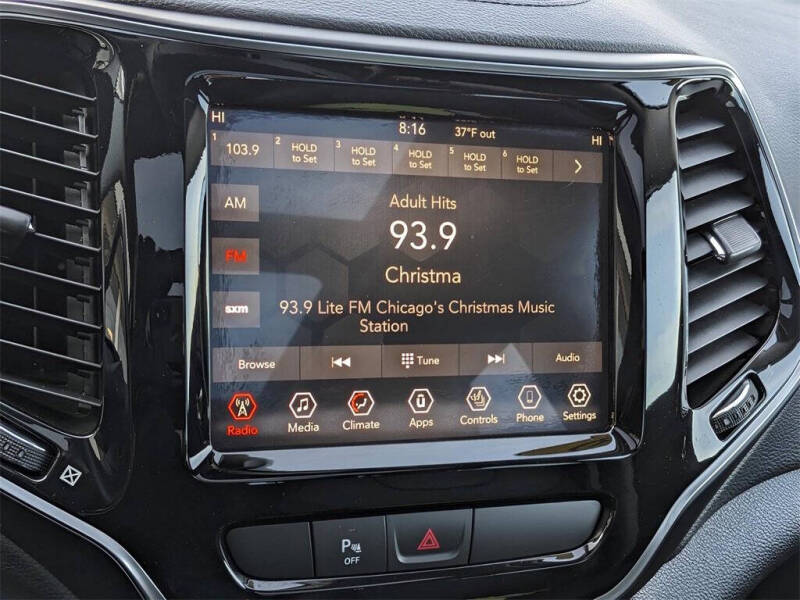 HI
8:16
37°F out
HI
1 103.9
2 HOLD to Set
3 HOLD to Set
4 HOLD to Set
5 HOLD to Set
6 HOLD to Set
AM
Adult Hits
93.9
FM
Christma
sxm
93.9 Lite FM Chicago's Christmas Music
Station
Browse
Tune
Audio
Radio
Media
Climate
Apps
Controls
Phone
Settings
P
OFF